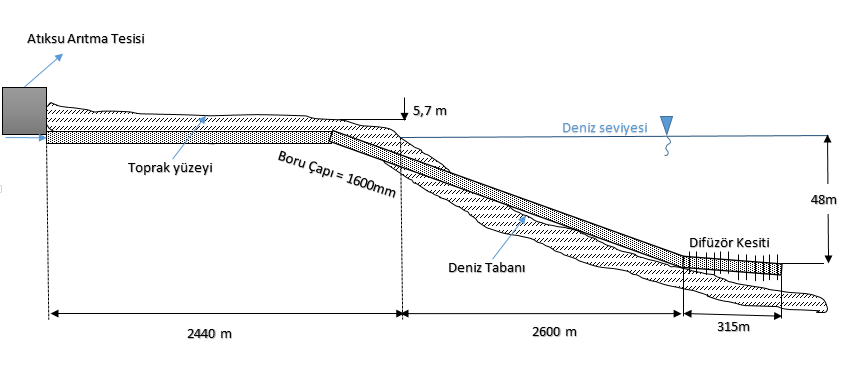 Atıksu Arıtma Tesisi
5,7 m
Deniz seviyesi
Toprak yüzeyi
Boru Çapı = 1600mm
48m
Difüzör Kesiti
Deniz Tabanı
2440 m
2600 m
315m